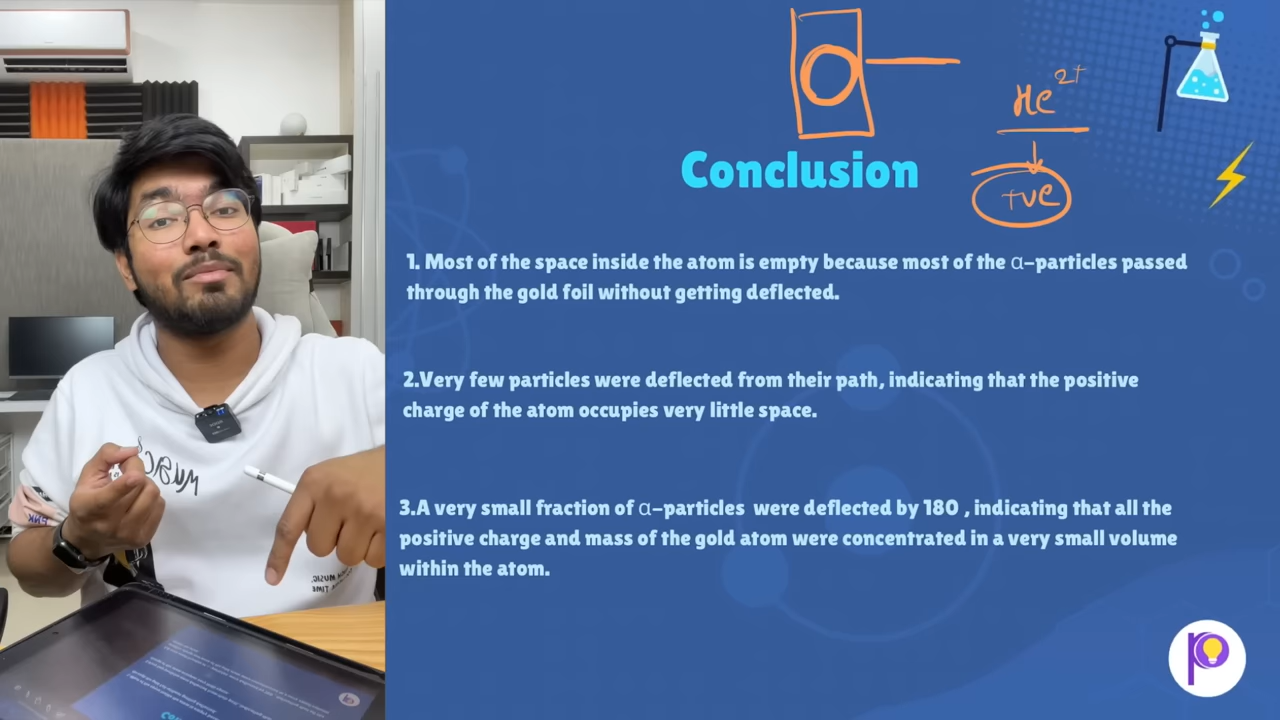 He²⁺
Conclusion
+ve
1. Most of the space inside the atom is empty because most of the α-particles passed
through the gold foil without getting deflected.
2.Very few particles were deflected from their path, indicating that the positive
charge of the atom occupies very little space.
3.A very small fraction of α-particles were deflected by 180 , indicating that all the
positive charge and mass of the gold atom were concentrated in a very small volume
within the atom.
MUSIC